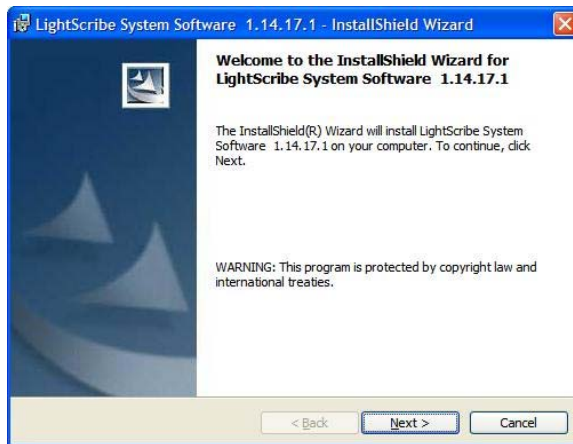 LightScribe System Software 1.14.17.1 - InstallShield Wizard
Welcome to the InstallShield Wizard for
LightScribe System Software 1.14.17.1
The InstallShield(R) Wizard will install LightScribe System
Software 1.14.17.1 on your computer. To continue, click
Next.
WARNING: This program is protected by copyright law and
international treaties.
< Back Next > Cancel